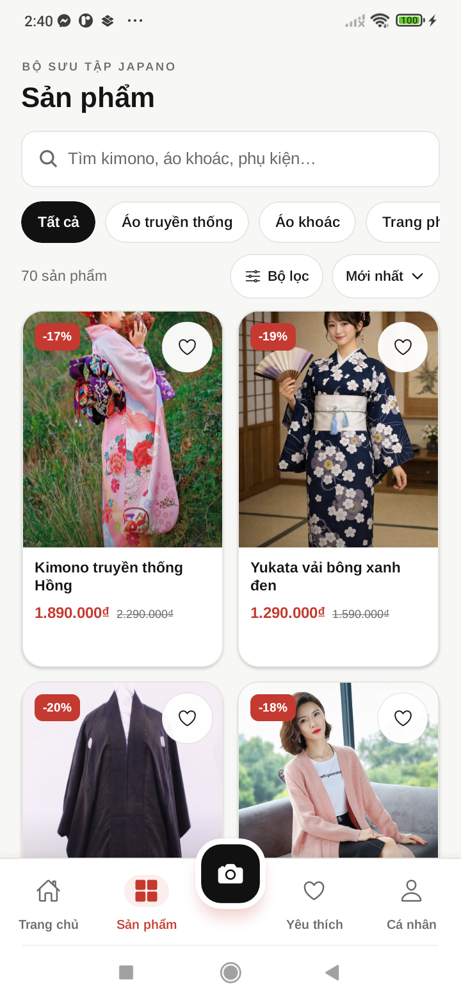 2:40
100
BỘ SƯU TẬP JAPANO
Sản phẩm
Tìm kimono, áo khoác, phụ kiện...
Tất cả
Áo truyền thống
Áo khoác
Trang ph
70 sản phẩm
Bộ lọc
Mới nhất
-17%
-19%
Kimono truyền thống
Hồng
1.890.000₫ 2.290.000₫
Yukata vải bông xanh
đen
1.290.000₫ 1.590.000₫
-20%
-18%
Trang chủ
Sản phẩm
Yêu thích
Cá nhân